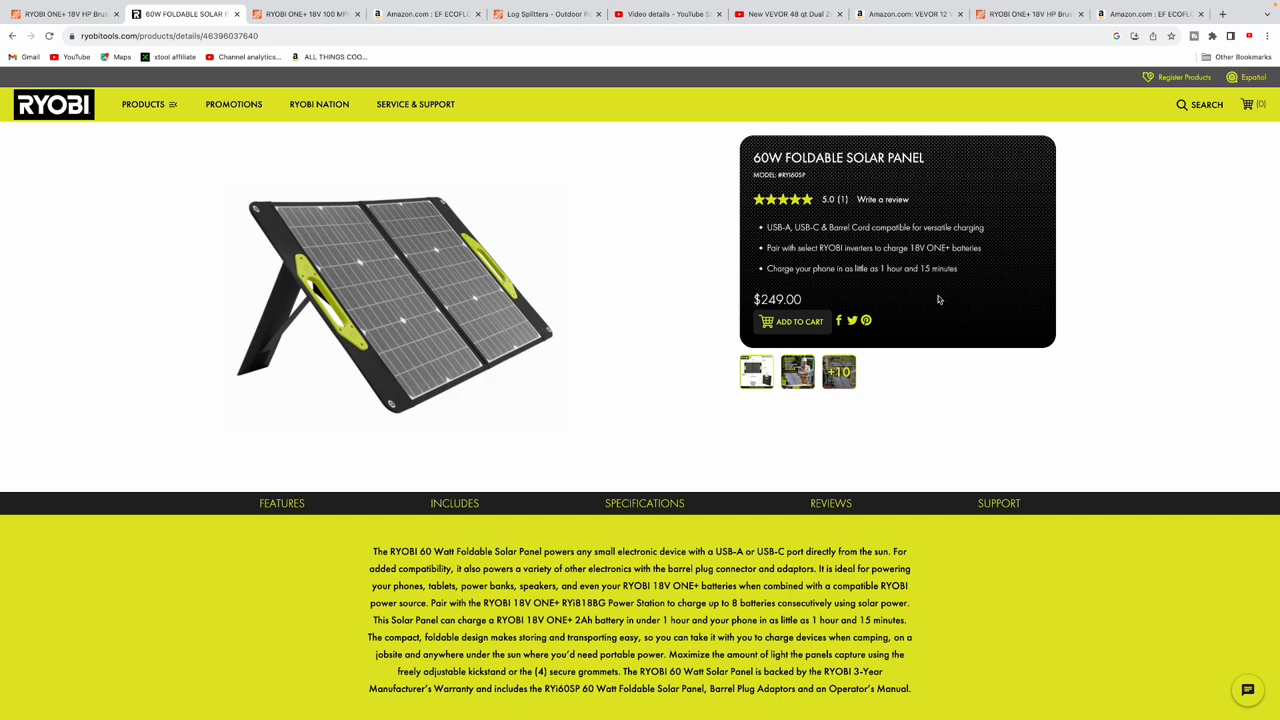 RYOBI ONE+ 18V HP Brus
60W FOLDABLE SOLAR P
RYOBI ONE+ 18V 100 MP
Amazon.com : EF ECOFL
Log Splitters - Outdoor P
Video details - YouTube S
New VEVOR 48 qt Dual Z
Amazon.com: VEVOR 12 V
RYOBI ONE+ 18V HP Brus
Amazon.com : EF ECOFL
ryobitools.com/products/details/46396037640
Gmail
YouTube
Maps
xtool affiliate
Channel analytics...
ALL THINGS COO...
Other Bookmarks
Register Products
Español
RYOBI
PRODUCTS
PROMOTIONS
RYOBI NATION
SERVICE & SUPPORT
SEARCH
(0)
60W FOLDABLE SOLAR PANEL
MODEL: #RYI60SP
5.0 (1) Write a review
• USB-A, USB-C & Barrel Cord compatible for versatile charging
• Pair with select RYOBI inverters to charge 18V ONE+ batteries
• Charge your phone in as little as 1 hour and 15 minutes
$249.00
ADD TO CART
+10
FEATURES
INCLUDES
SPECIFICATIONS
REVIEWS
SUPPORT
The RYOBI 60 Watt Foldable Solar Panel powers any small electronic device with a USB-A or USB-C port directly from the sun. For
added compatibility, it also powers a variety of other electronics with the barrel plug connector and adaptors. It is ideal for powering
your phones, tablets, power banks, speakers, and even your RYOBI 18V ONE+ batteries when combined with a compatible RYOBI
power source. Pair with the RYOBI 18V ONE+ RYi818BG Power Station to charge up to 8 batteries consecutively using solar power.
This Solar Panel can charge a RYOBI 18V ONE+ 2Ah battery in under 1 hour and your phone in as little as 1 hour and 15 minutes.
The compact, foldable design makes storing and transporting easy, so you can take it with you to charge devices when camping, on a
jobsite and anywhere under the sun where you'd need portable power. Maximize the amount of light the panels capture using the
freely adjustable kickstand or the (4) secure grommets. The RYOBI 60 Watt Solar Panel is backed by the RYOBI 3-Year
Manufacturer's Warranty and includes the RYi60SP 60 Watt Foldable Solar Panel, Barrel Plug Adaptors and an Operator's Manual.